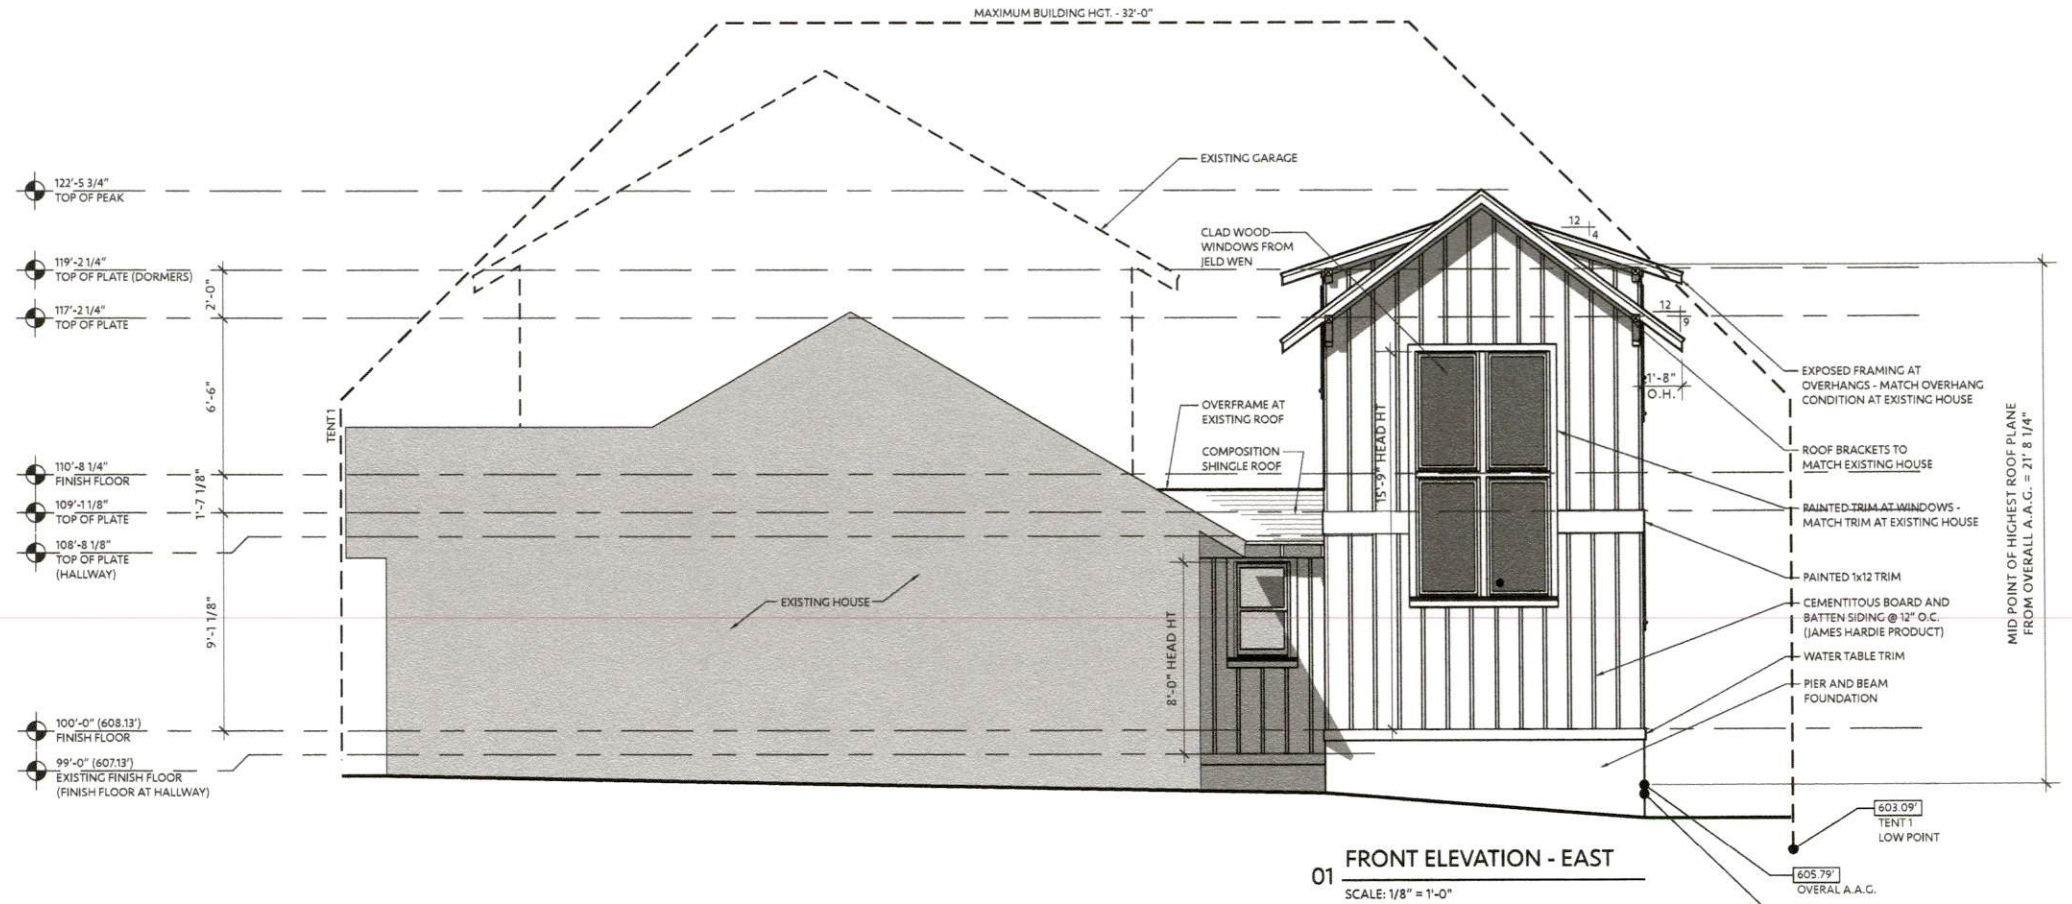 MAXIMUM BUILDING HGT. - 32'-0"
EXISTING GARAGE
122'-5 3/4"
TOP OF PEAK
119'-2 1/4"
TOP OF PLATE (DORMERS)
2'-0"
117'-2 1/4"
TOP OF PLATE
6'-6"
TENT 1
110'-8 1/4"
FINISH FLOOR
1'-7 1/8"
109'-1 1/8"
TOP OF PLATE
108'-8 1/8"
TOP OF PLATE
(HALLWAY)
9'-1 1/8"
100'-0" (608.13')
FINISH FLOOR
99'-0" (607.13')
EXISTING FINISH FLOOR
(FINISH FLOOR AT HALLWAY)
EXISTING HOUSE
CLAD WOOD
WINDOWS FROM
JELD WEN
OVERFRAME AT
EXISTING ROOF
COMPOSITION
SHINGLE ROOF
8'-0" HEAD HT
15'-9" HEAD HT
12
4
12
9
1'-8"
O.H.
EXPOSED FRAMING AT
OVERHANGS - MATCH OVERHANG
CONDITION AT EXISTING HOUSE
ROOF BRACKETS TO
MATCH EXISTING HOUSE
PAINTED TRIM AT WINDOWS -
MATCH TRIM AT EXISTING HOUSE
PAINTED 1x12 TRIM
CEMENTITOUS BOARD AND
BATTEN SIDING @ 12" O.C.
(JAMES HARDIE PRODUCT)
WATER TABLE TRIM
PIER AND BEAM
FOUNDATION
MID POINT OF HIGHEST ROOF PLANE
FROM OVERALL A.A.G. = 21' 8 1/4"
603.09'
TENT 1
LOW POINT
605.79'
OVERAL A.A.G.
01 FRONT ELEVATION - EAST
SCALE: 1/8" = 1'-0"